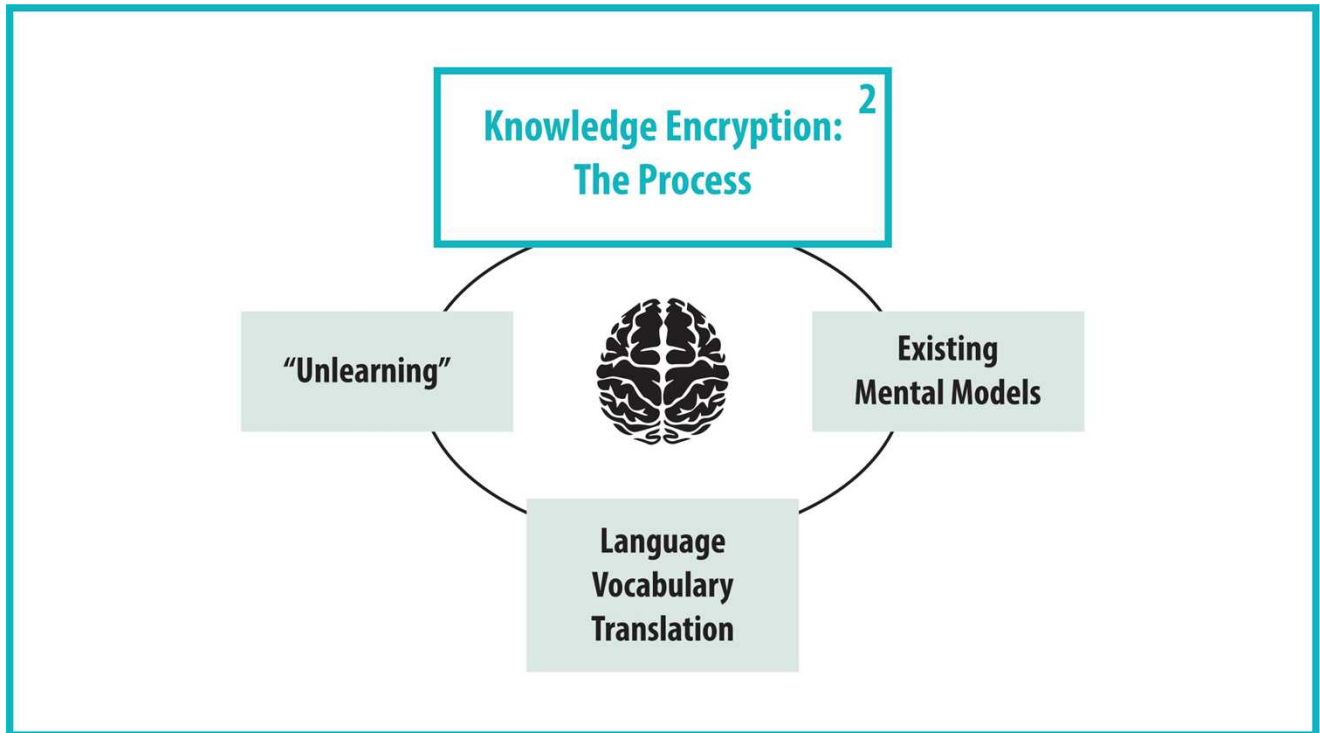 Knowledge Encryption: 2
The Process
“Unlearning”
Existing
Mental Models
Language
Vocabulary
Translation